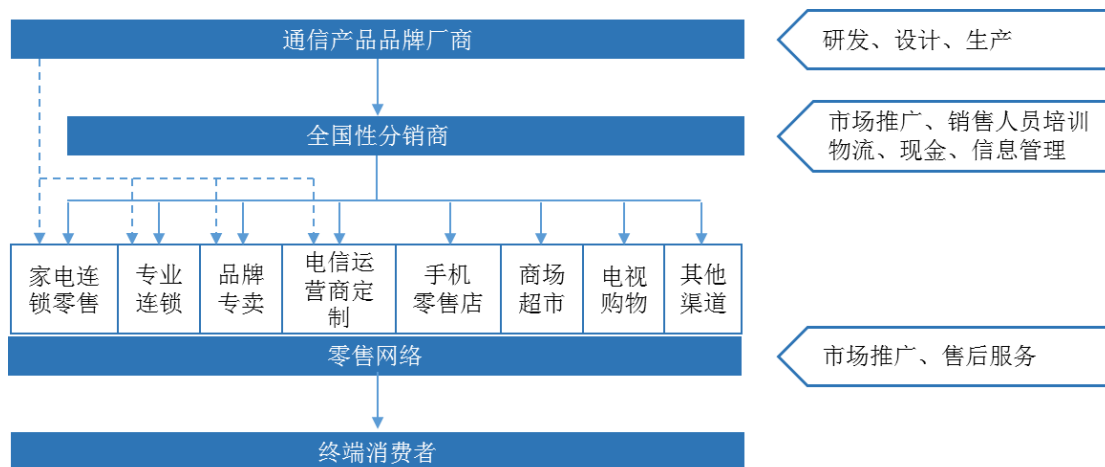 通信产品品牌厂商
研发、设计、生产
全国性分销商
市场推广、销售人员培训
物流、现金、信息管理
家电连
锁零售
专业
连锁
品牌
专卖
电信运
营商定
制
手机
零售店
商场
超市
电视
购物
其他
渠道
零售网络
市场推广、售后服务
终端消费者